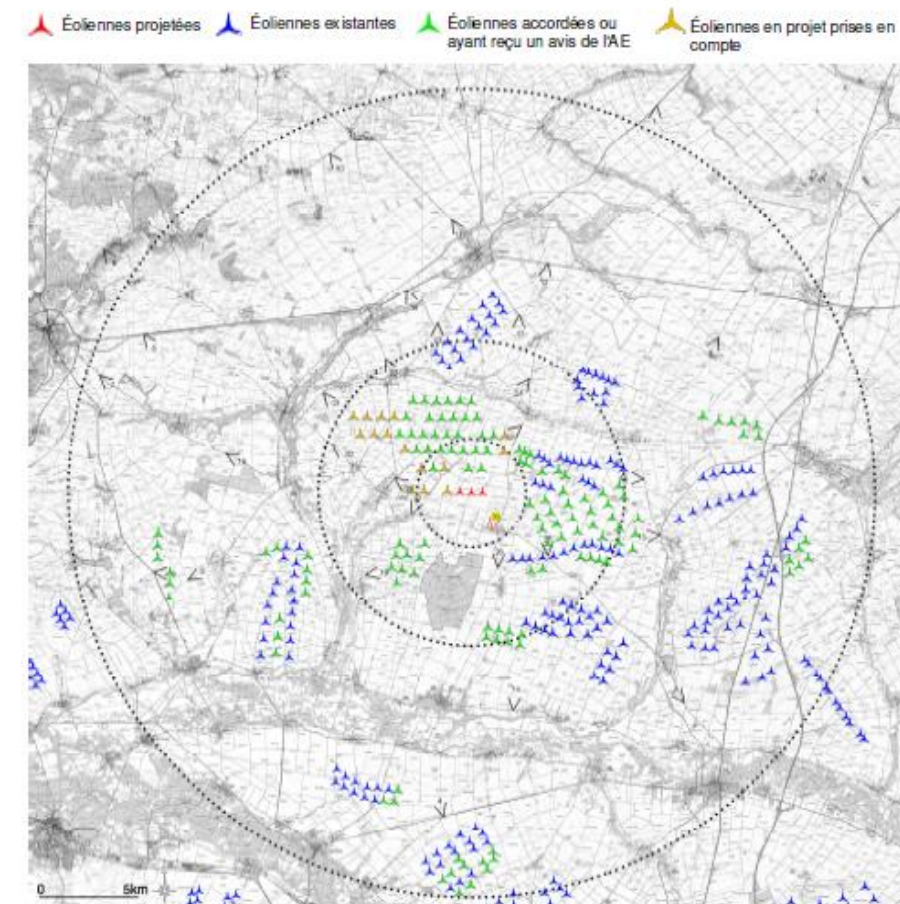 Éoliennes projetées
Éoliennes existantes
Éoliennes accordées ou
ayant reçu un avis de l'AE
Éoliennes en projet prises en
compte
0
5km